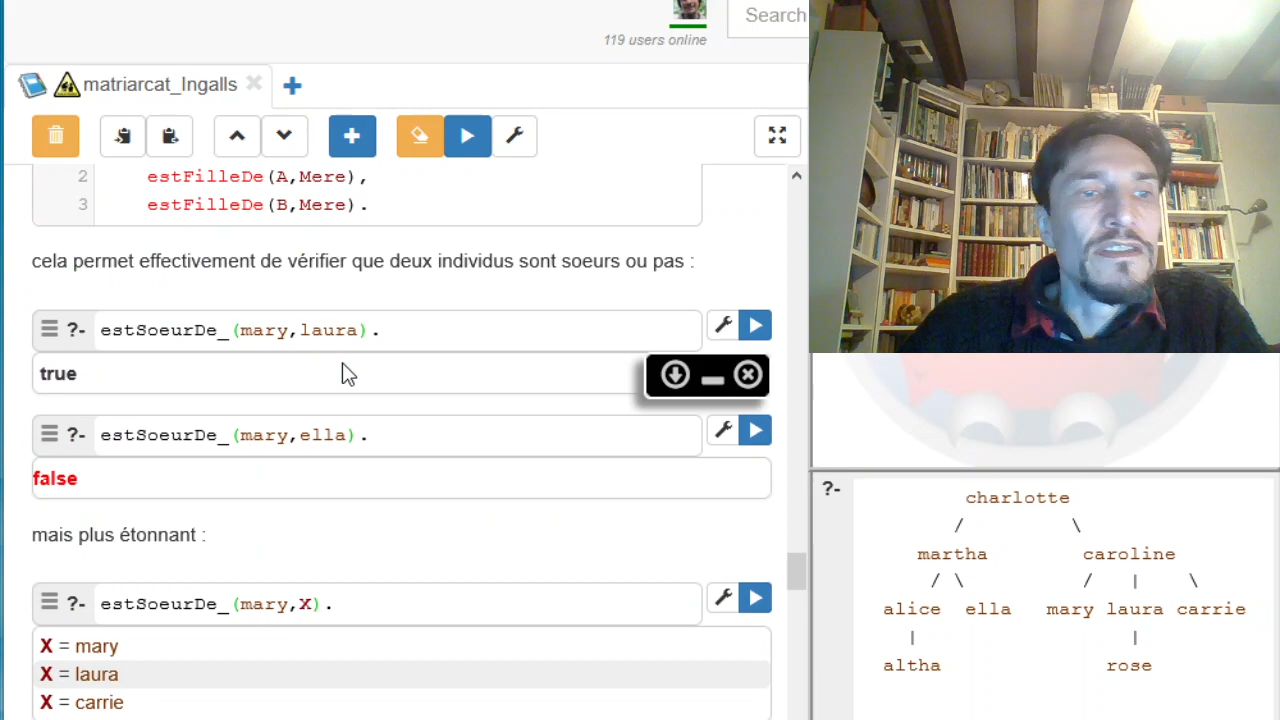 Search
119 users online
matriarcat_Ingalls
2 estFilleDe(A,Mere),
3 estFilleDe(B,Mere).
cela permet effectivement de vérifier que deux individus sont soeurs ou pas :
?- estSoeurDe_(mary,laura).
true
?- estSoeurDe_(mary,ella).
false
mais plus étonnant :
?- estSoeurDe_(mary,X).
X = mary
X = laura
X = carrie
?- charlotte
/ \
martha caroline
/ \ / | \
alice ella mary laura carrie
| |
altha rose